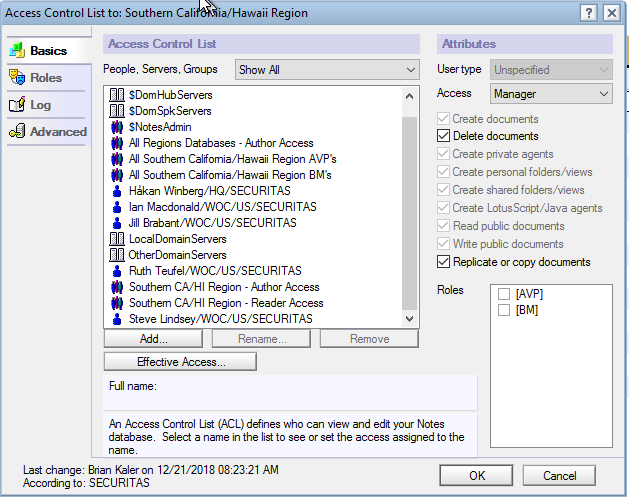 Access Control List to: Southern California/Hawaii Region
Basics
Roles
Log
Advanced
Access Control List
People, Servers, Groups
Show All
$DomHubServers
$DomSpkServers
$NotesAdmin
All Regions Databases - Author Access
All Southern California/Hawaii Region AVP's
All Southern California/Hawaii Region BM's
Håkan Winberg/HQ/SECURITAS
Ian Macdonald/WOC/US/SECURITAS
Jill Brabant/WOC/US/SECURITAS
LocalDomainServers
OtherDomainServers
Ruth Teufel/WOC/US/SECURITAS
Southern CA/HI Region - Author Access
Southern CA/HI Region - Reader Access
Steve Lindsey/WOC/US/SECURITAS
Add...
Rename...
Remove
Effective Access...
Full name:
An Access Control List (ACL) defines who can view and edit your Notes
database. Select a name in the list to see or set the access assigned to the
name.
Attributes
User type
Unspecified
Access
Manager
Create documents
Delete documents
Create private agents
Create personal folders/views
Create shared folders/views
Create LotusScript/Java agents
Read public documents
Write public documents
Replicate or copy documents
Roles
[AVP]
[BM]
Last change: Brian Kaler on 12/21/2018 08:23:21 AM
According to: SECURITAS
OK
Cancel